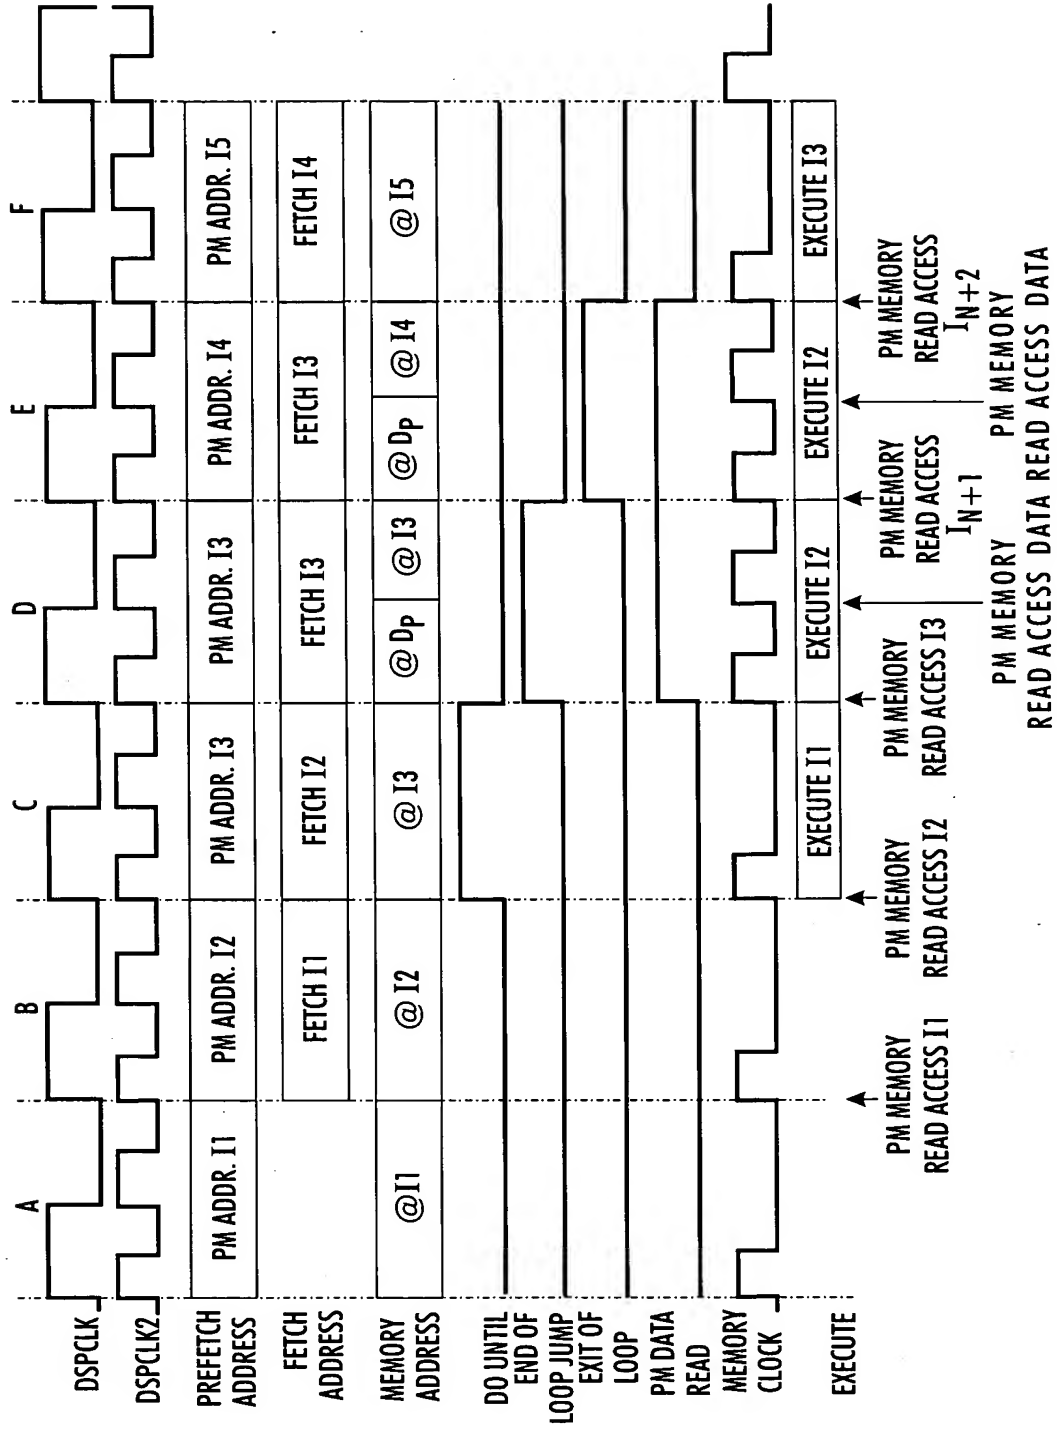 A B C D E F
DSPCLK
DSPCLK2
PREFETCH
ADDRESS
PM ADDR. I1 PM ADDR. I2 PM ADDR. I3 PM ADDR. I3 PM ADDR. I4 PM ADDR. I5
FETCH
ADDRESS
FETCH I1 FETCH I2 FETCH I3 FETCH I3 FETCH I4
MEMORY
ADDRESS
@I1 @I2 @I3 @Dp @I3 @Dp @I4 @I5
DO UNTIL
END OF
LOOP JUMP
EXIT OF
LOOP
PM DATA
READ
MEMORY
CLOCK
EXECUTE
EXECUTE I1 EXECUTE I2 EXECUTE I2 EXECUTE I3
PM MEMORY
READ ACCESS I1
PM MEMORY
READ ACCESS I2
PM MEMORY
READ ACCESS I3
PM MEMORY
READ ACCESS
IN+1
PM MEMORY
READ ACCESS
IN+2
PM MEMORY PM MEMORY
READ ACCESS DATA READ ACCESS DATA